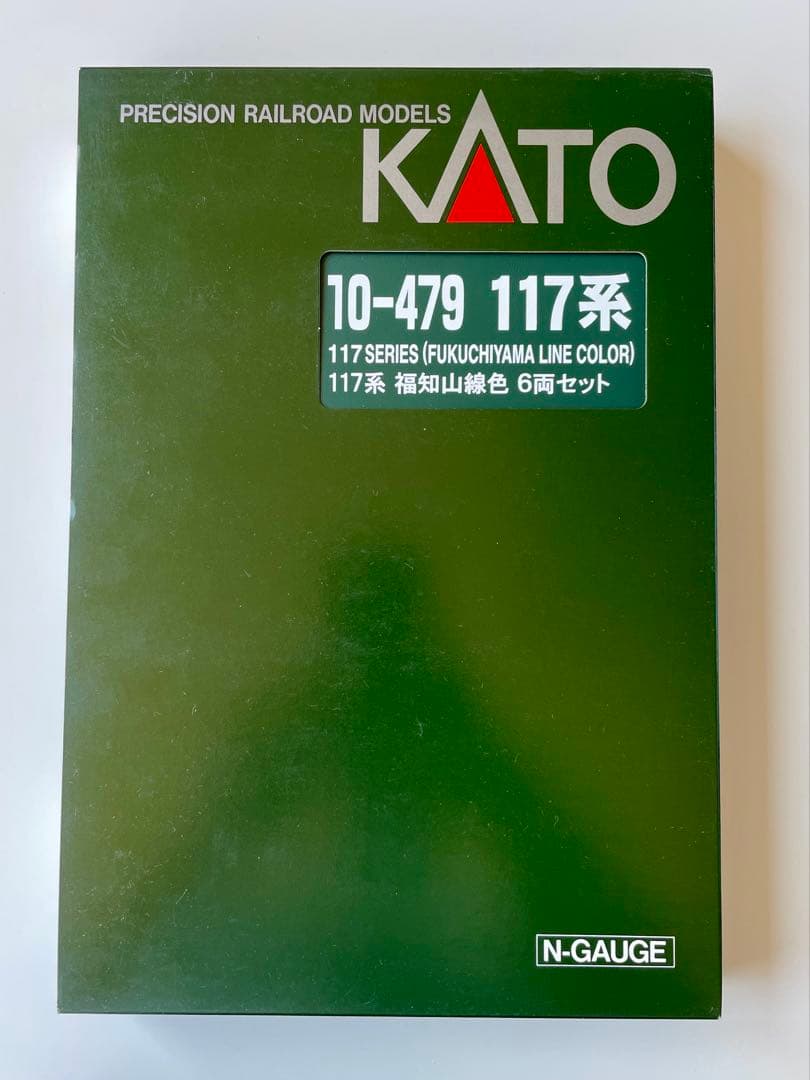 PRECISION RAILROAD MODELS
KATO
10-479 117系
117 SERIES (FUKUCHIYAMA LINE COLOR)
117系 福知山線色 6両セット
N-GAUGE